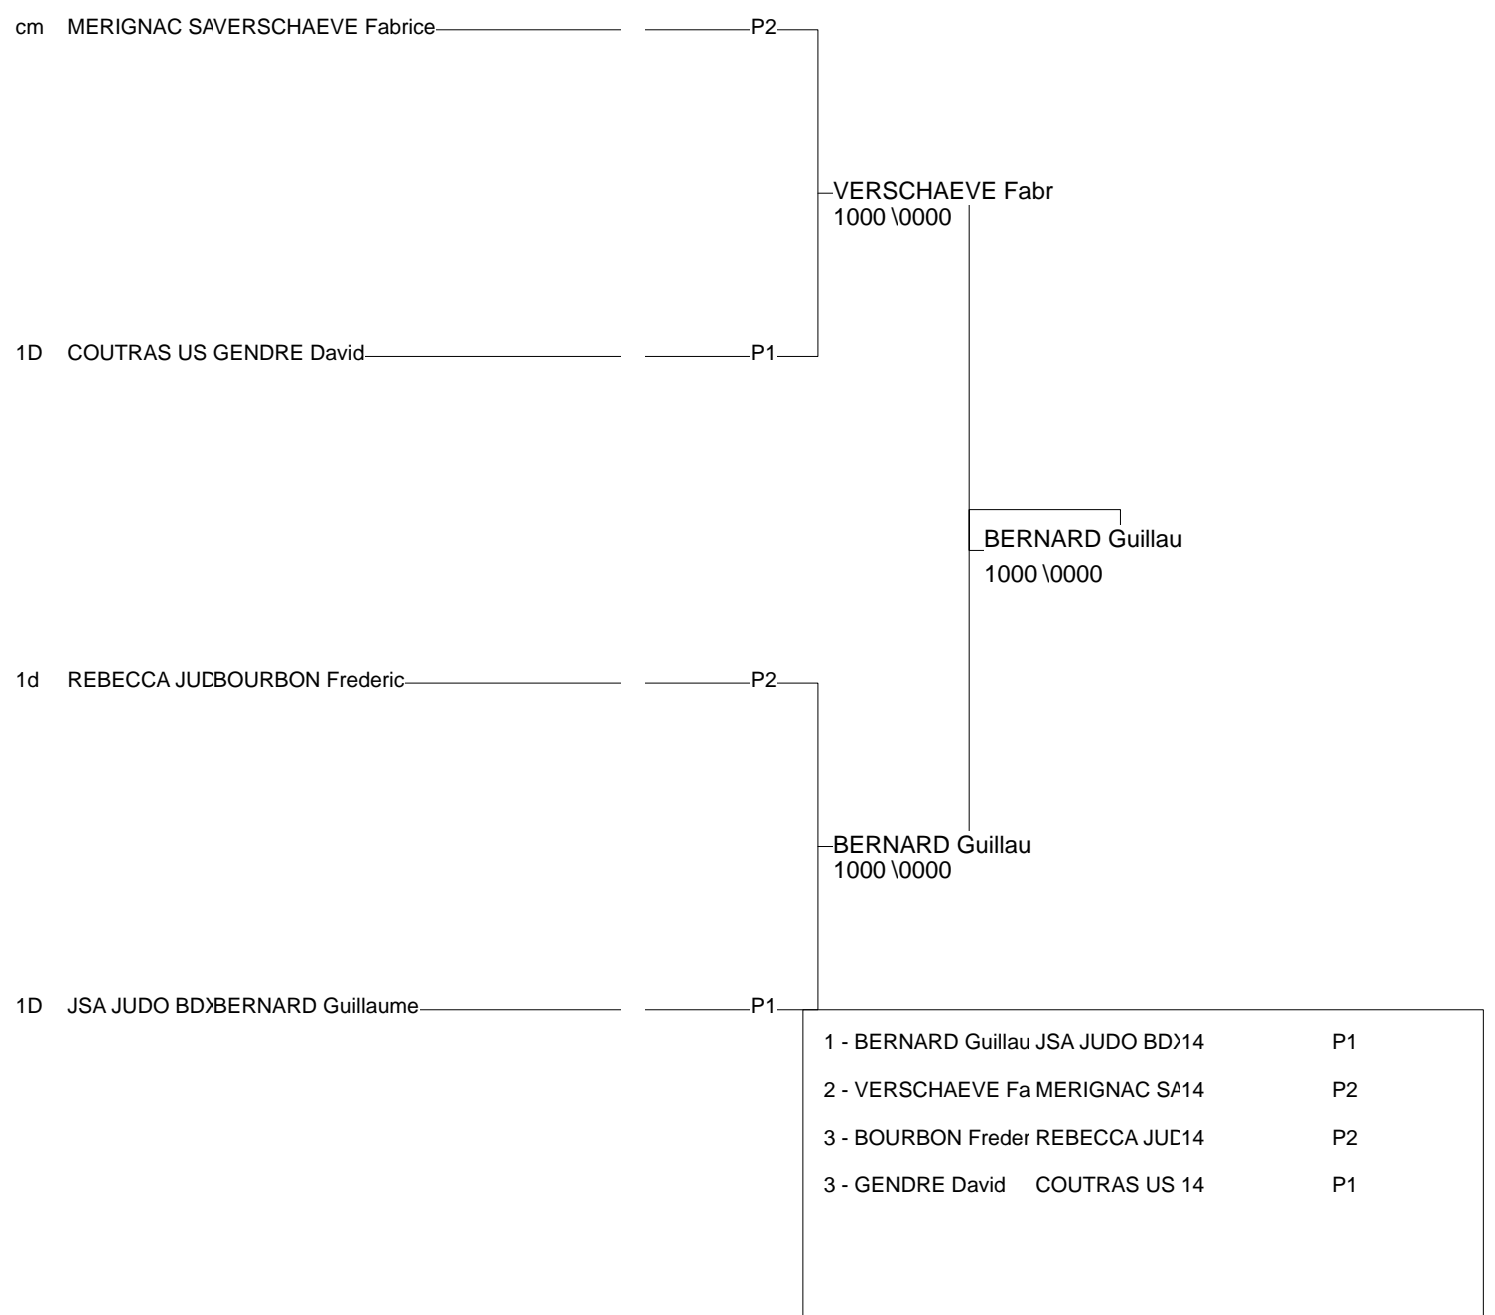 cm MERIGNAC SAVERSCHAEVE Fabrice P2
VERSCHAEVE Fabr
1000 \0000
1D COUTRAS US GENDRE David P1
BERNARD Guillau
1000 \0000
1d REBECCA JUDBOURBON Frederic P2
BERNARD Guillau
1000 \0000
1D JSA JUDO BDXBERNARD Guillaume P1
1 - BERNARD Guillau JSA JUDO BDX14 P1
2 - VERSCHAEVE Fa MERIGNAC SA14 P2
3 - BOURBON Freder REBECCA JUD14 P2
3 - GENDRE David COUTRAS US 14 P1